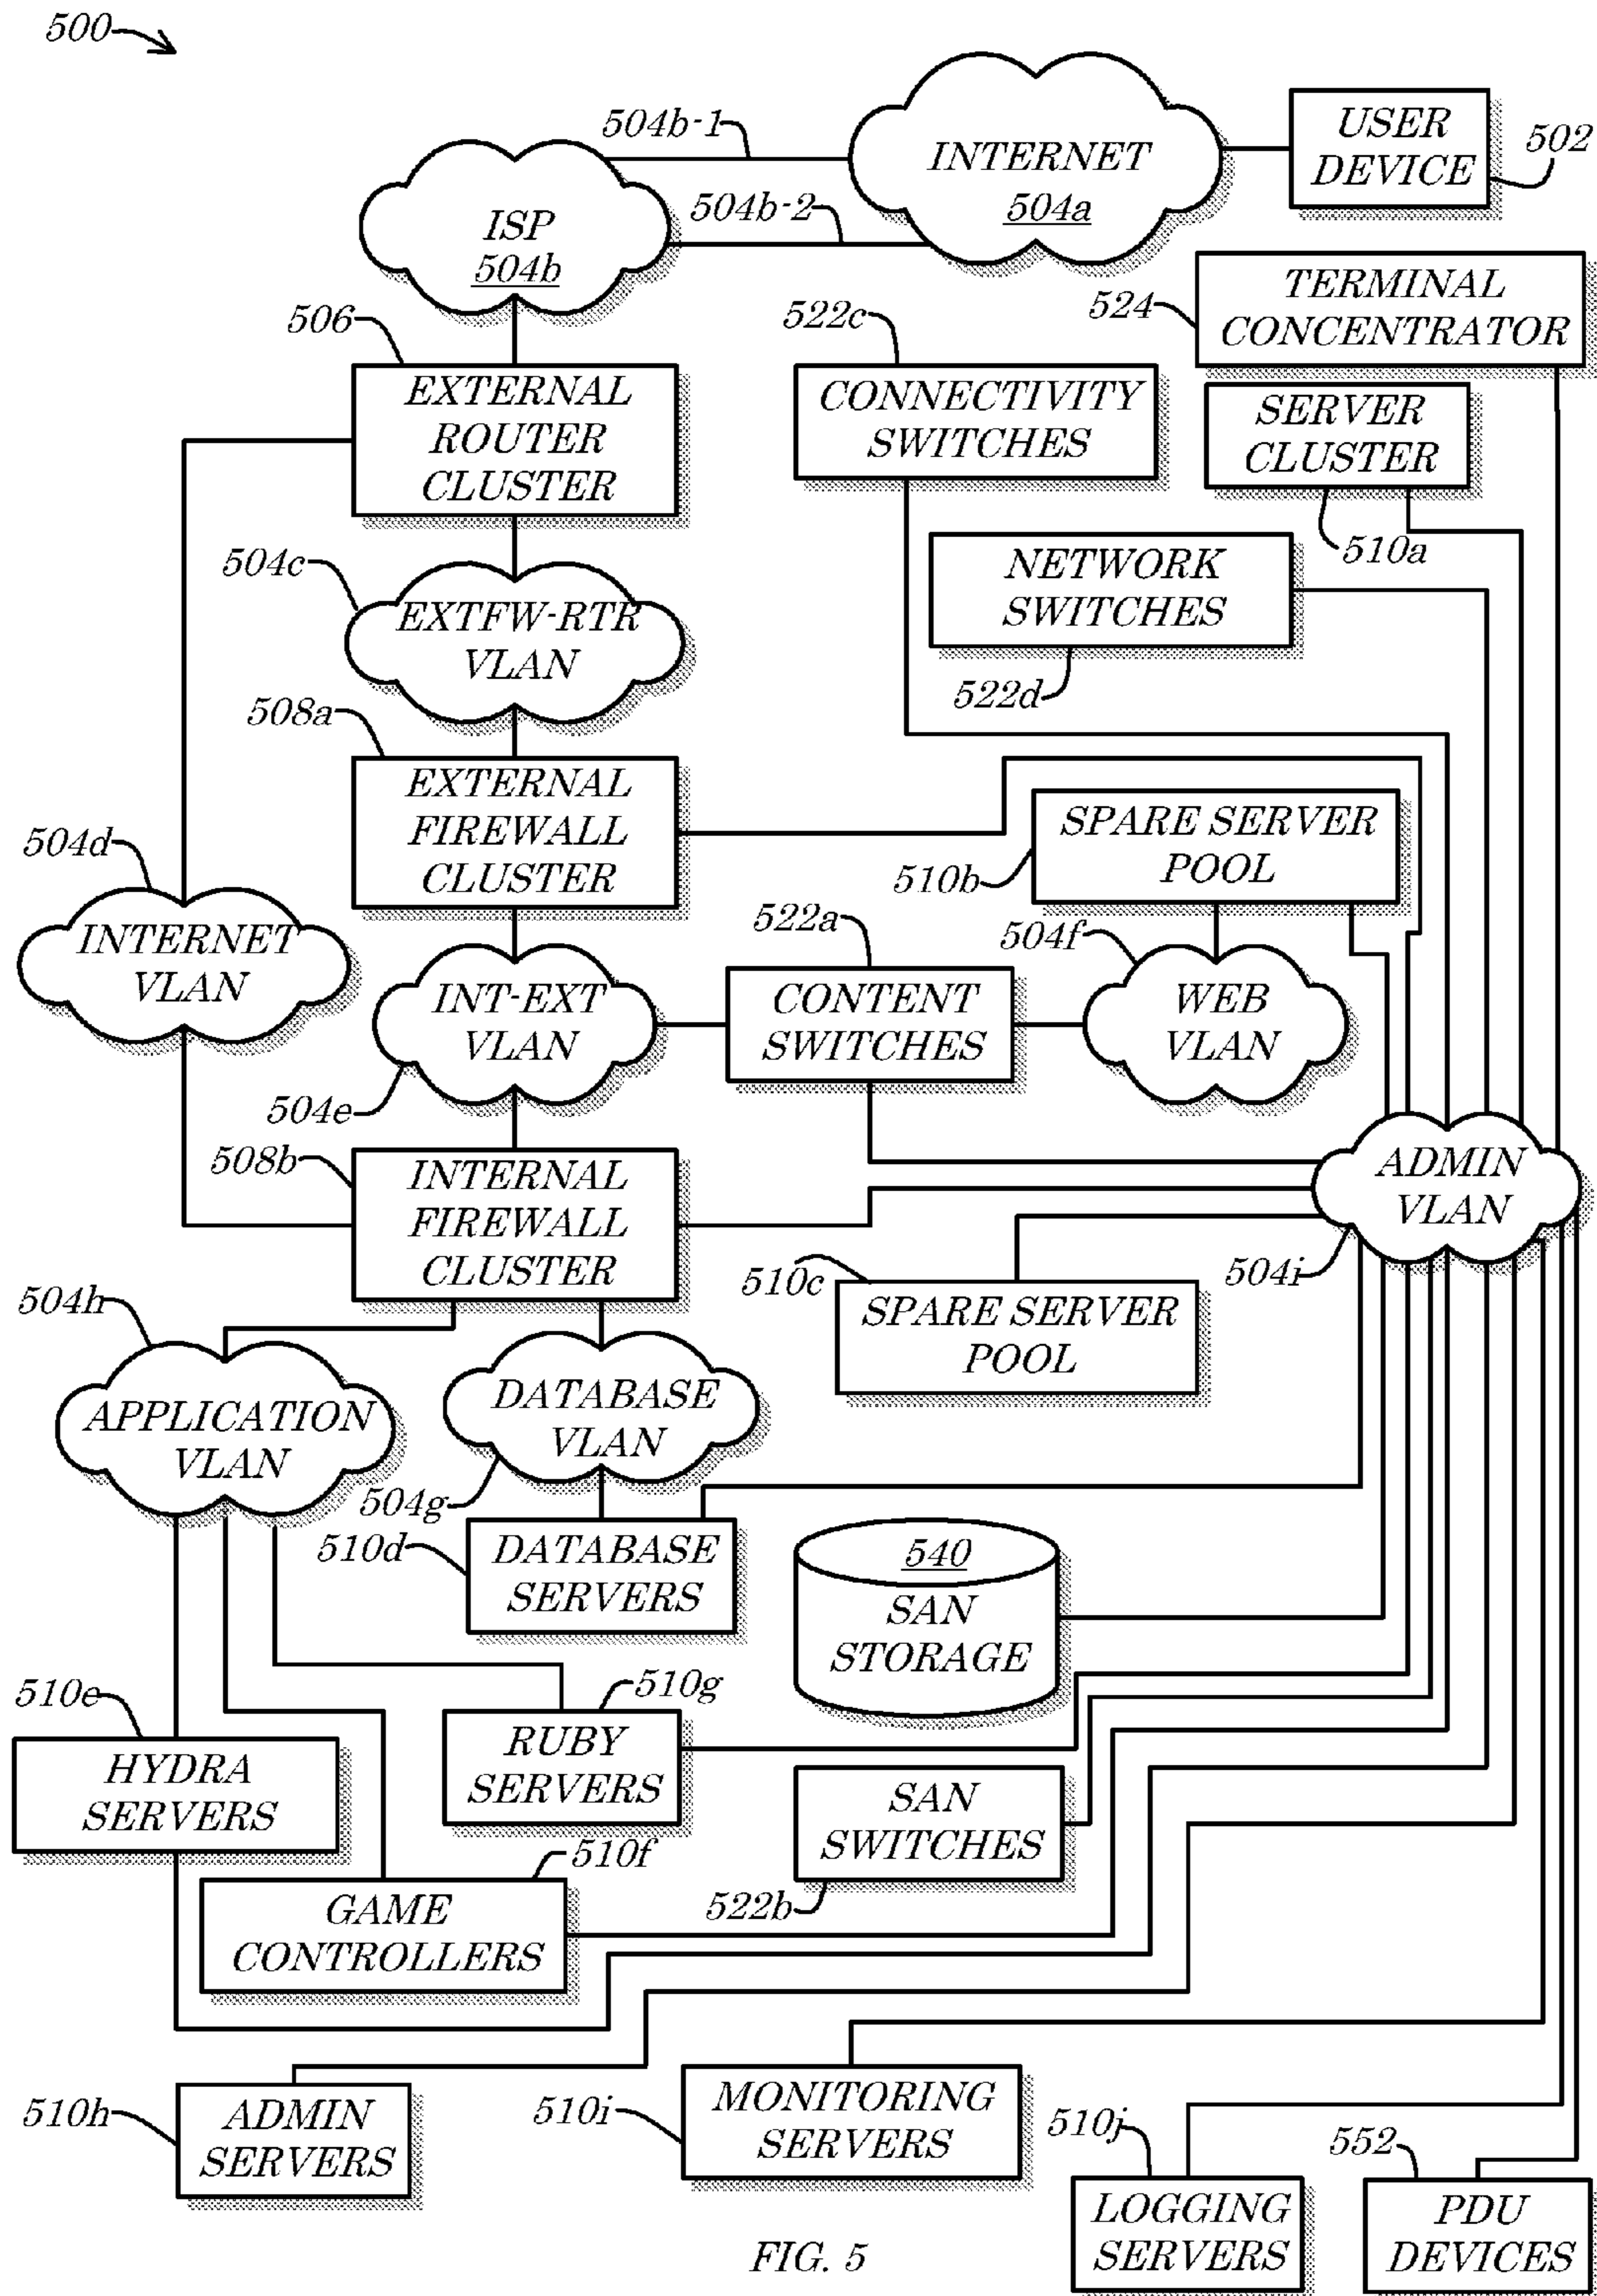 500
504b-1
INTERNET
504a
USER
DEVICE
502
504b-2
ISP
504b
506
522c
524
TERMINAL
CONCENTRATOR
EXTERNAL
ROUTER
CLUSTER
CONNECTIVITY
SWITCHES
SERVER
CLUSTER
510a
504c
EXTFW-RTR
VLAN
NETWORK
SWITCHES
522d
508a
EXTERNAL
FIREWALL
CLUSTER
SPARE SERVER
POOL
510b
504d
INTERNET
VLAN
522a
504f
INT-EXT
VLAN
504e
CONTENT
SWITCHES
WEB
VLAN
508b
INTERNAL
FIREWALL
CLUSTER
ADMIN
VLAN
504i
510c
SPARE SERVER
POOL
504h
APPLICATION
VLAN
DATABASE
VLAN
504g
510d
DATABASE
SERVERS
540
SAN
STORAGE
510e
510g
HYDRA
SERVERS
RUBY
SERVERS
SAN
SWITCHES
522b
510f
GAME
CONTROLLERS
510h
ADMIN
SERVERS
510i
MONITORING
SERVERS
510j
LOGGING
SERVERS
552
PDU
DEVICES
FIG. 5